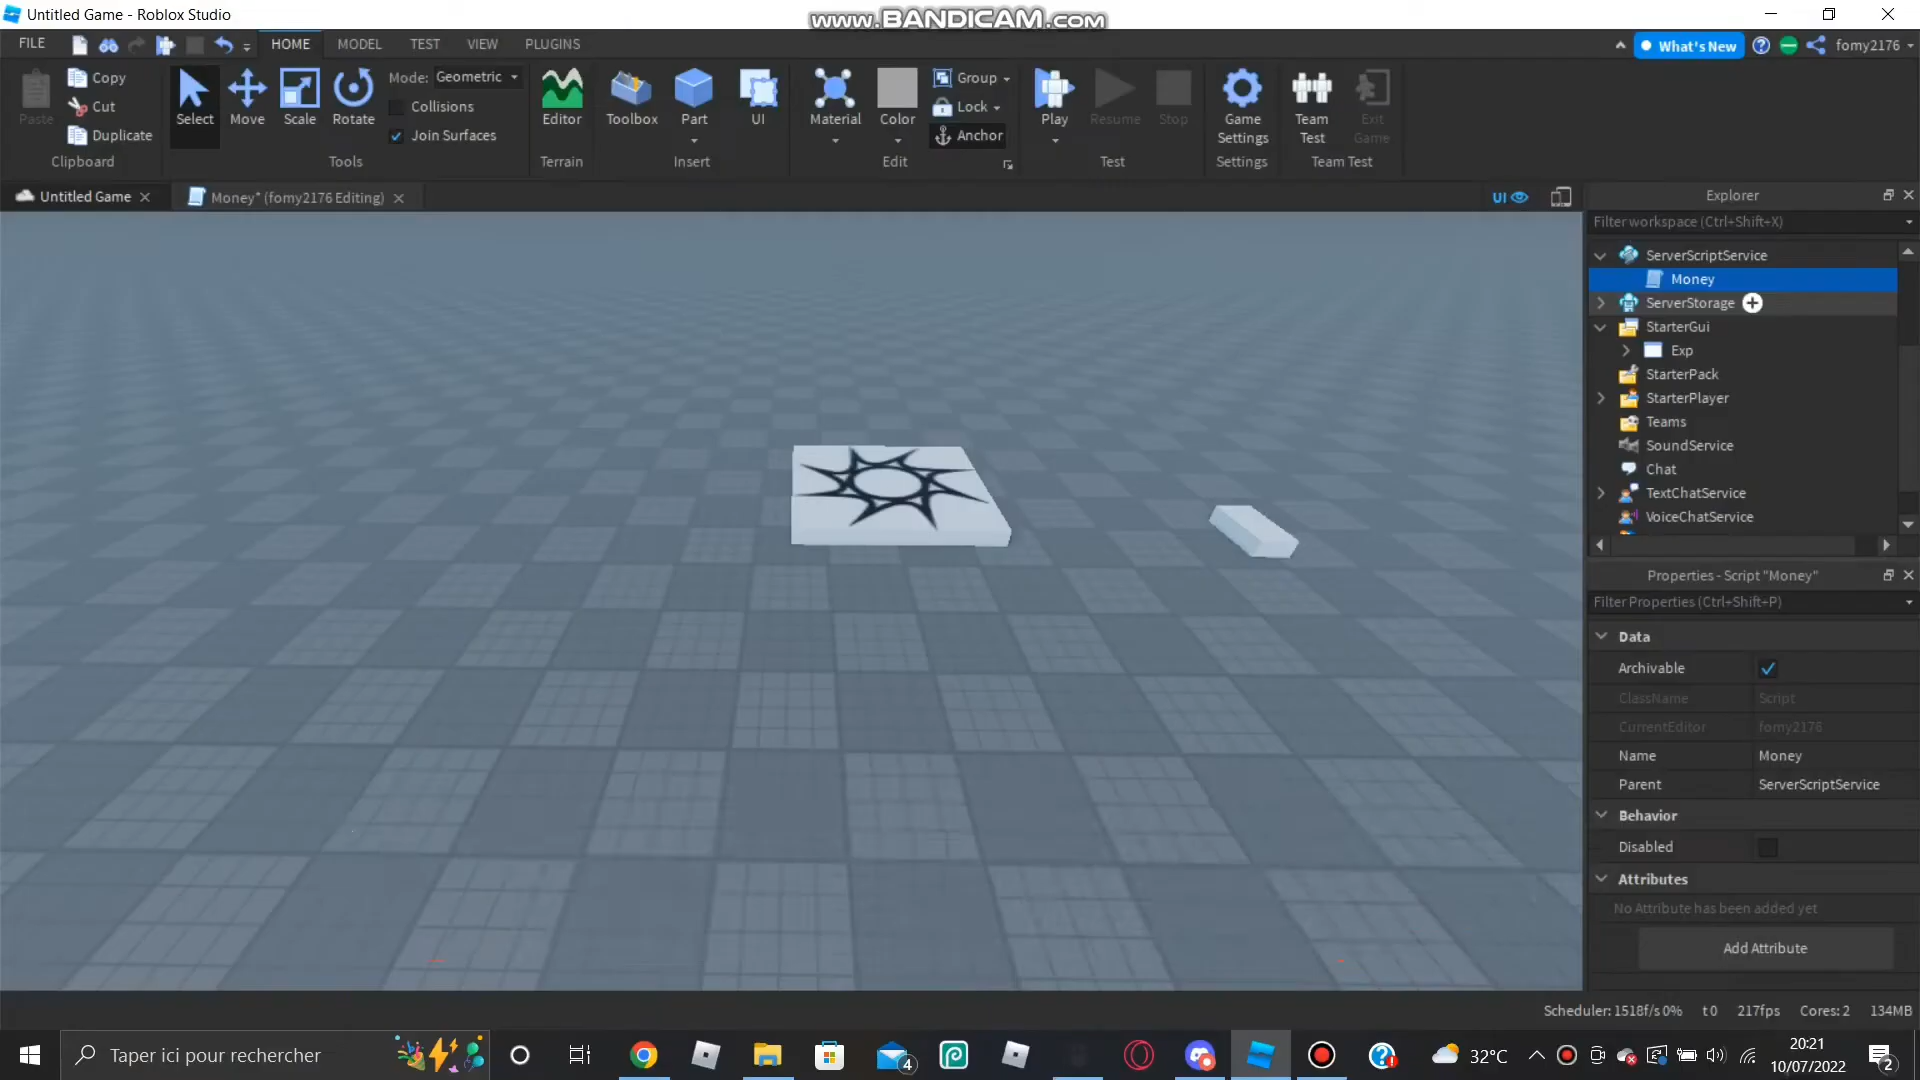 Untitled Game - Roblox Studio
www.BANDICAM.com
FILE
HOME
MODEL
TEST
VIEW
PLUGINS
What's New
fomy2176
Paste
Copy
Cut
Duplicate
Clipboard
Select
Move
Scale
Rotate
Mode: Geometric
Collisions
Join Surfaces
Tools
Editor
Terrain
Toolbox
Part
UI
Insert
Material
Color
Group
Lock
Anchor
Edit
Play
Resume
Stop
Test
Game Settings
Settings
Team Test
Exit Game
Team Test
Untitled Game
Money* (fomy2176 Editing)
UI
Explorer
Filter workspace (Ctrl+Shift+X)
ServerScriptService
Money
ServerStorage
StarterGui
Exp
StarterPack
StarterPlayer
Teams
SoundService
Chat
TextChatService
VoiceChatService
Properties - Script "Money"
Filter Properties (Ctrl+Shift+P)
Data
Archivable
ClassName Script
CurrentEditor fomy2176
Name Money
Parent ServerScriptService
Behavior
Disabled
Attributes
No Attribute has been added yet
Add Attribute
Scheduler: 1518f/s 0% t 0 217fps Cores: 2 134MB
Taper ici pour rechercher
4
32°C
20:21
10/07/2022
2